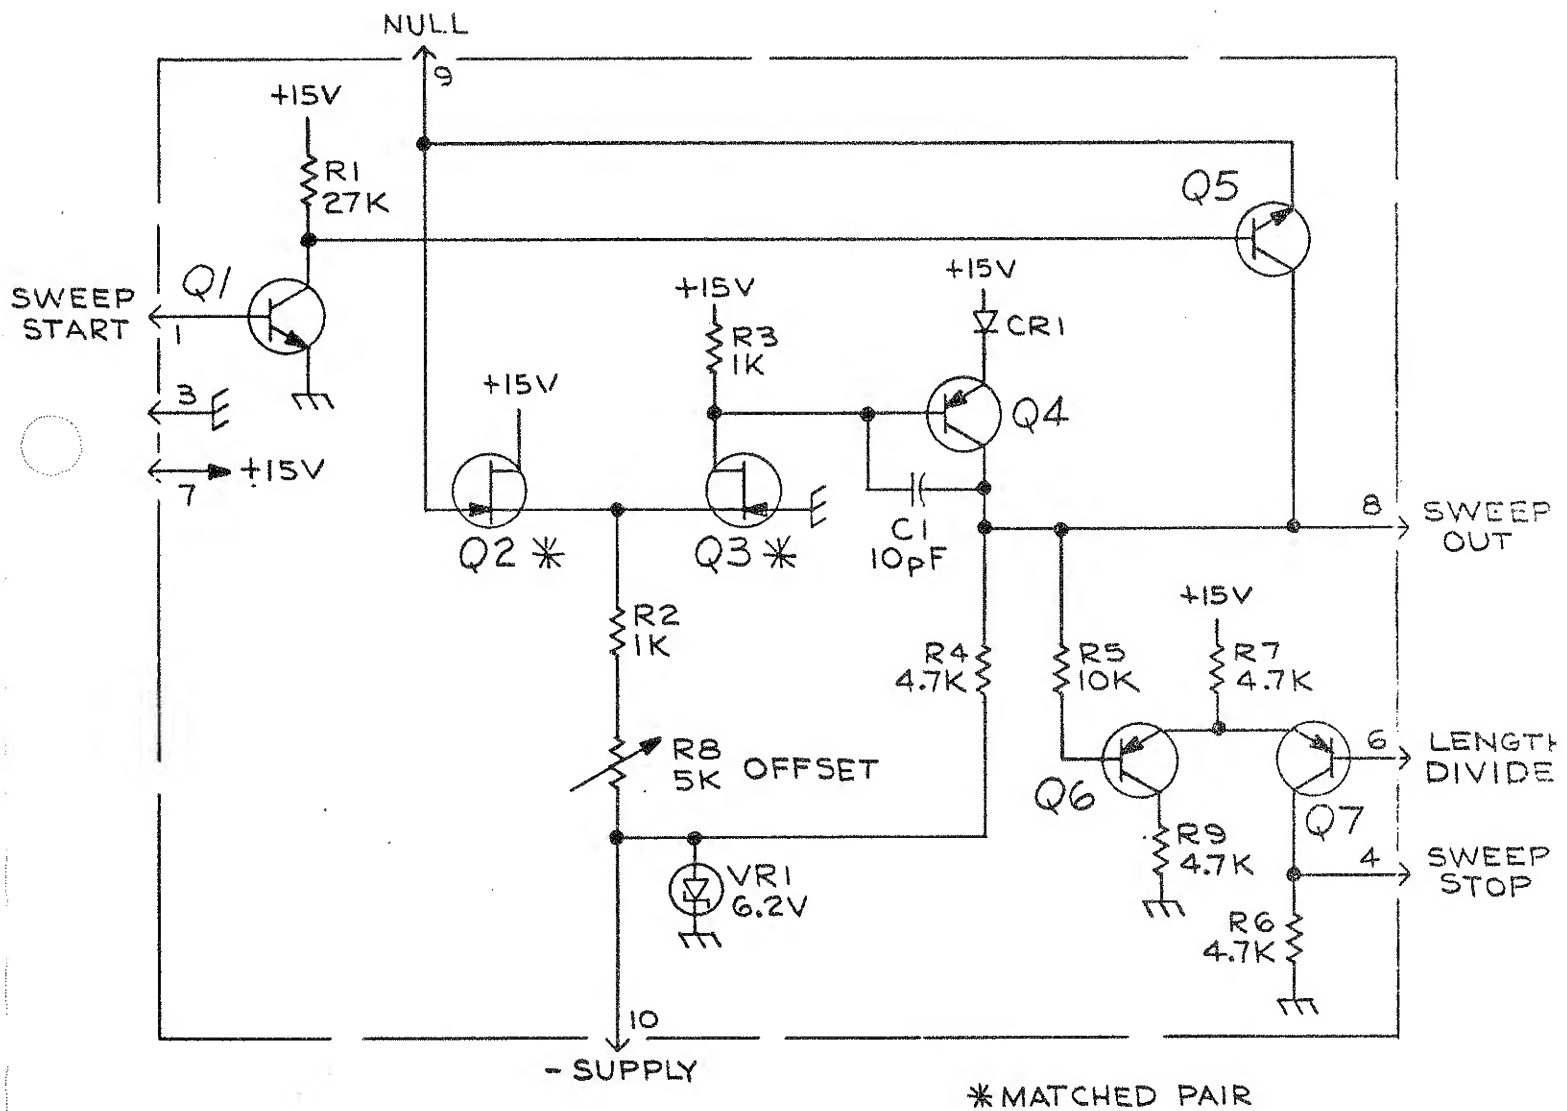 NULL
9
+15V
R1
27K
Q5
Q1
SWEEP
START
1
+15V
+15V
R3
1K
CR1
3
+15V
Q4
7
+15V
Q2 *
Q3 *
C1
10pF
8
SWEEP
OUT
+15V
R2
1K
R4
4.7K
R5
10K
R7
4.7K
R8
5K OFFSET
6
DIVIDE
Q6
Q7
VR1
6.2V
R9
4.7K
4
SWEEP
STOP
R6
4.7K
10
- SUPPLY
* MATCHED PAIR